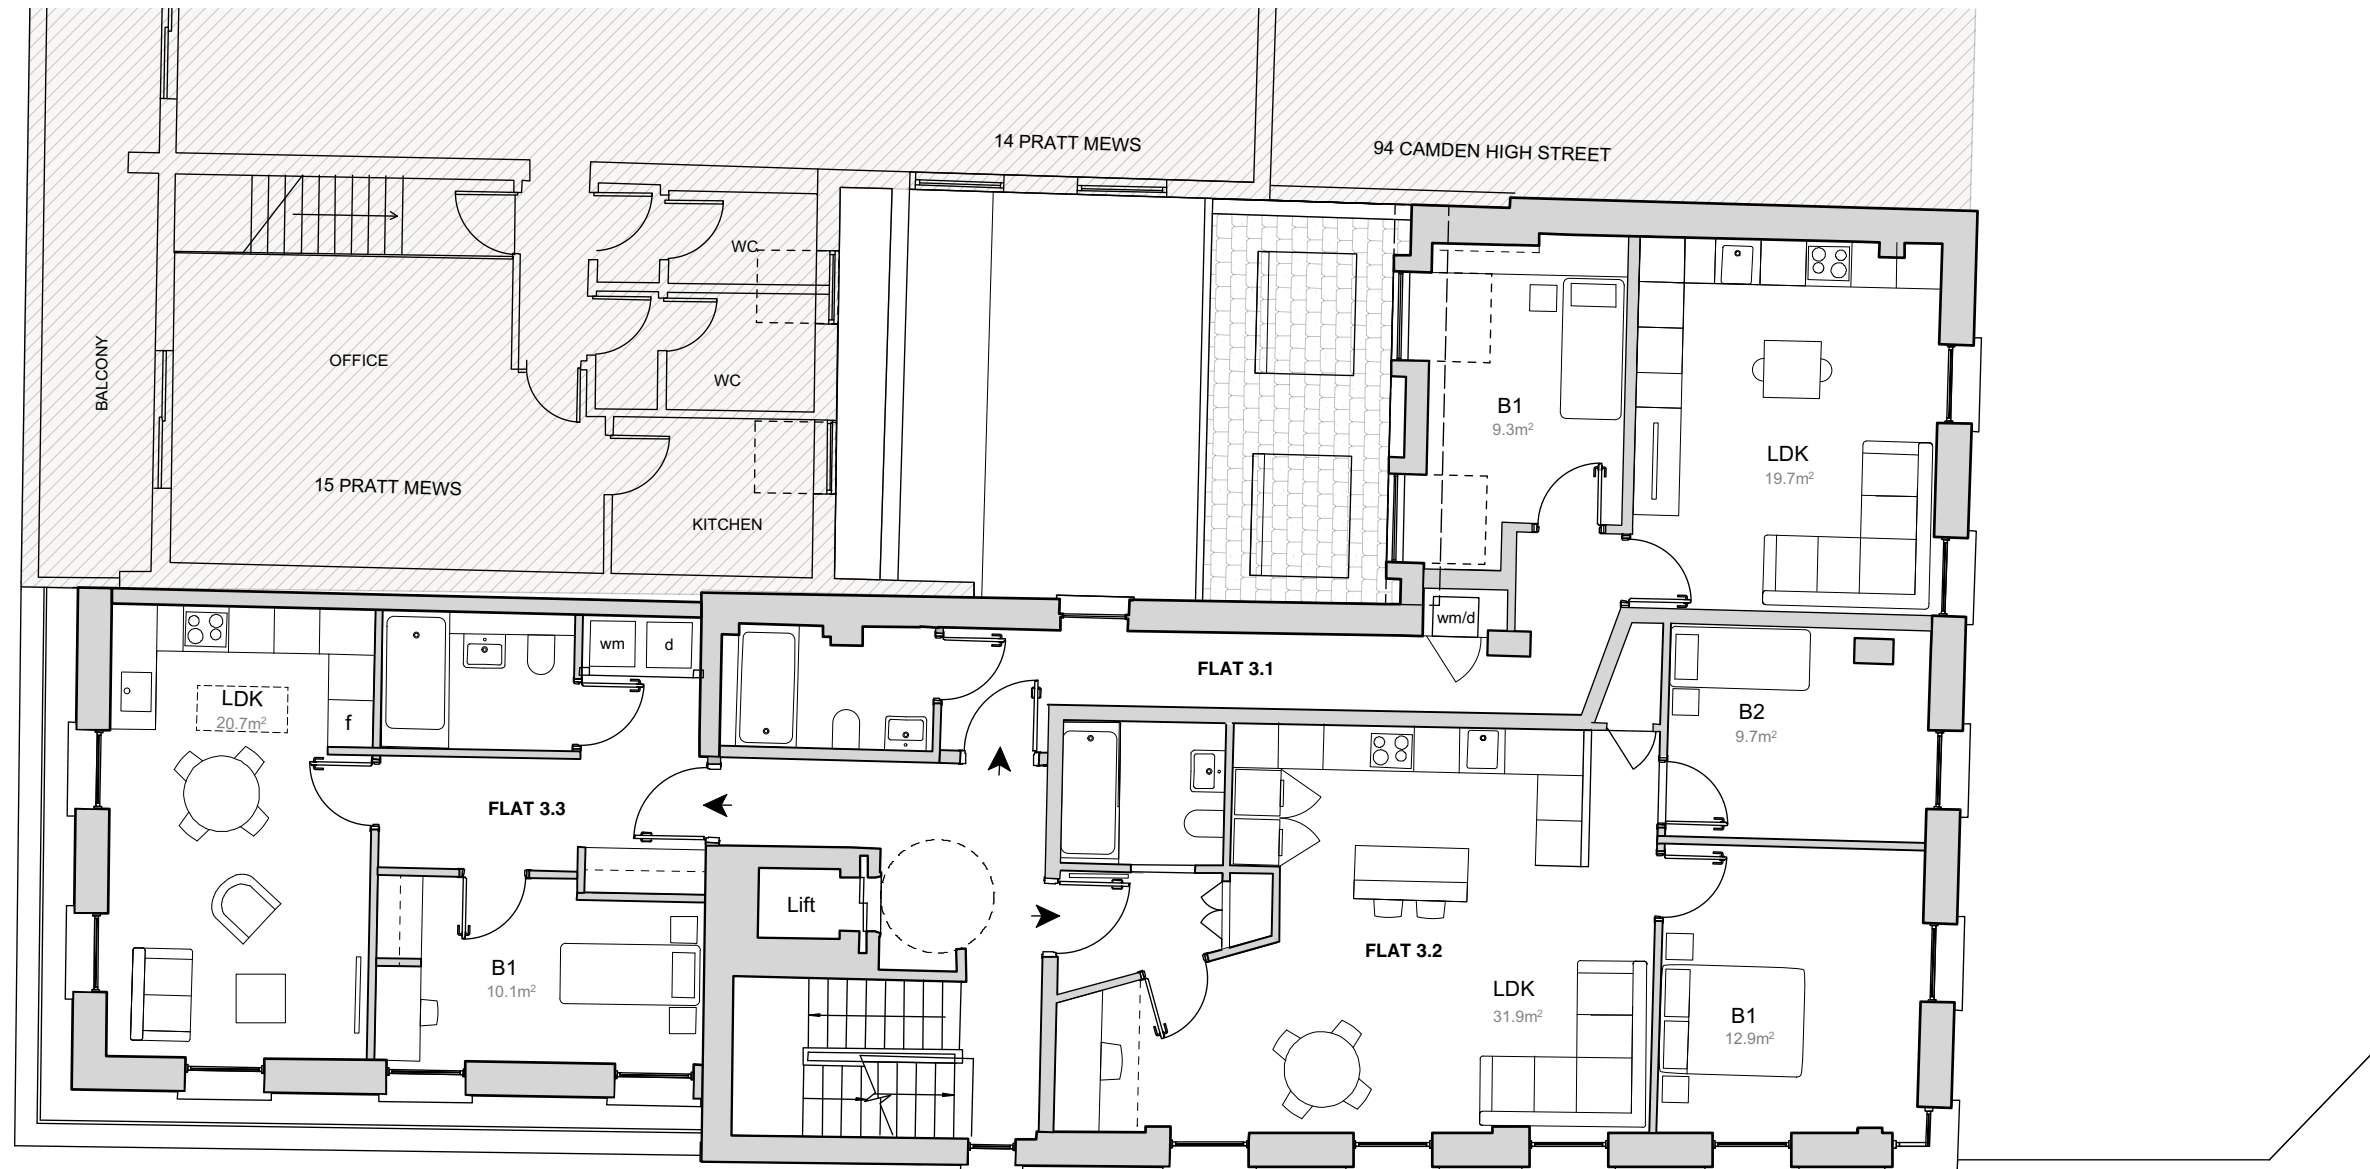 14 PRATT MEWS
94 CAMDEN HIGH STREET
WC
BALCONY
OFFICE
WC
B1
9.3m²
LDK
19.7m²
15 PRATT MEWS
KITCHEN
wm
d
wm/d
FLAT 3.1
LDK
20.7m²
f
B2
9.7m²
FLAT 3.3
Lift
FLAT 3.2
B1
10.1m²
LDK
31.9m²
B1
12.9m²